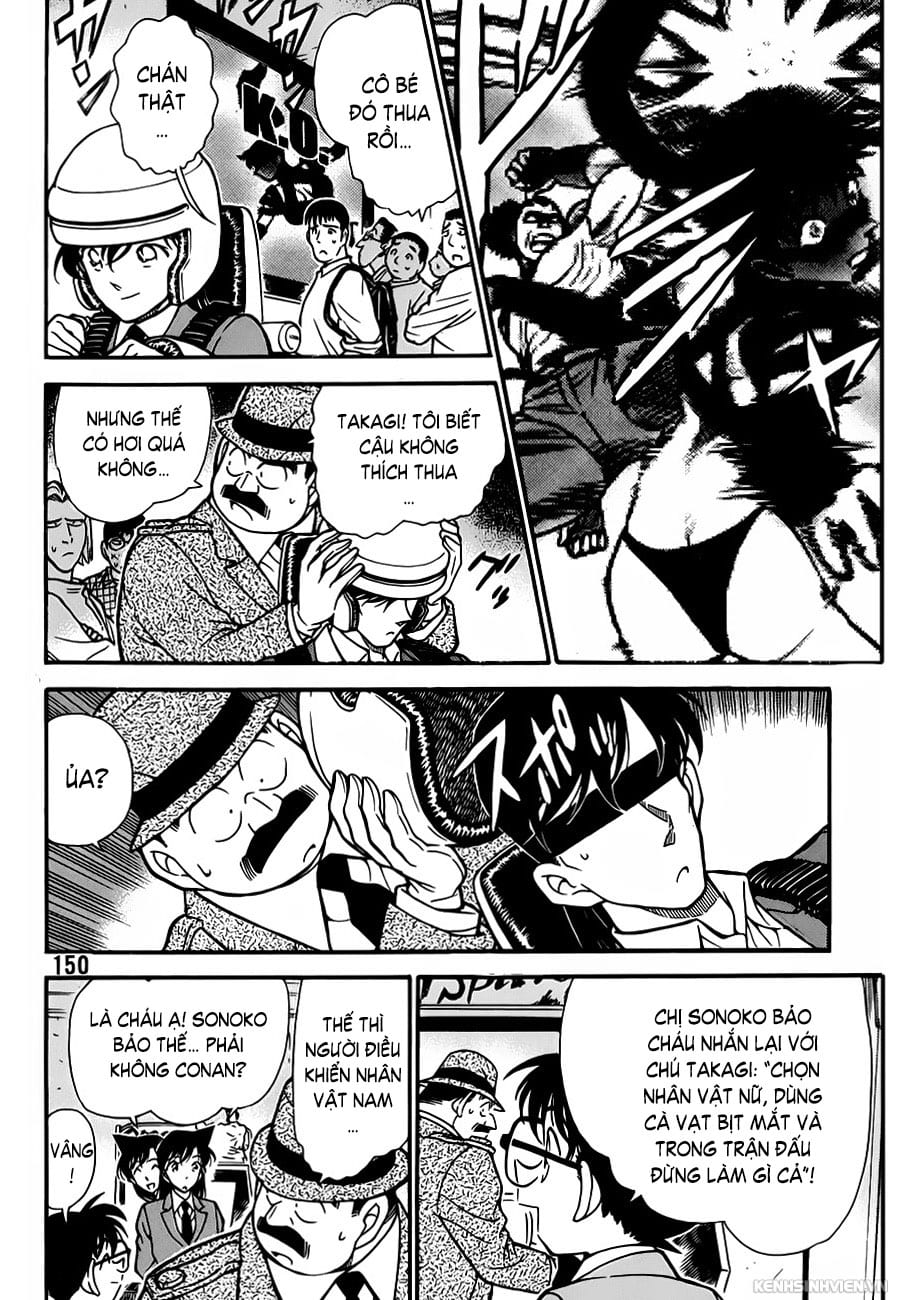 CÔ BÉ
ĐÓ THUA
RỒI...
CHÁN
THẬT
...
K.O.
TAKAGI! TÔI BIẾT
CẬU KHÔNG
THÍCH THUA
...
NHƯNG THẾ
CÓ HƠI QUÁ
KHÔNG...
ỦA?
スポッ
150
CHỊ SONOKO BẢO
CHÁU NHẮN LẠI VỚI
CHÚ TAKAGI: "CHỌN
NHÂN VẬT NỮ, DÙNG
CÀ VẠT BỊT MẮT VÀ
TRONG TRẬN ĐẤU
ĐỪNG LÀM GÌ CẢ"!
THẾ THÌ
NGƯỜI ĐIỀU
KHIỂN NHÂN
VẬT NAM
...
LÀ CHÁU Ạ! SONOKO
BẢO THẾ... PHẢI
KHÔNG CONAN?
VÂNG
!
KENHSINHVIEN.VN